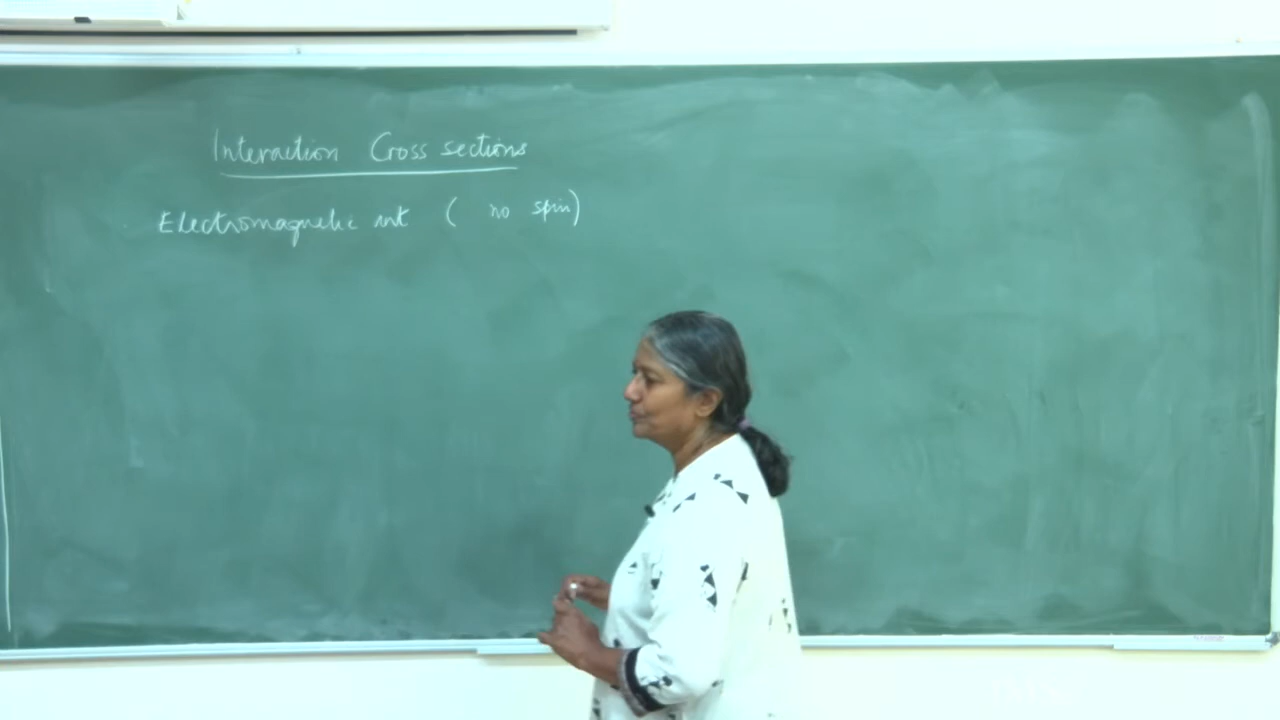 Interaction Cross sections
Electromagnetic int ( no spin)